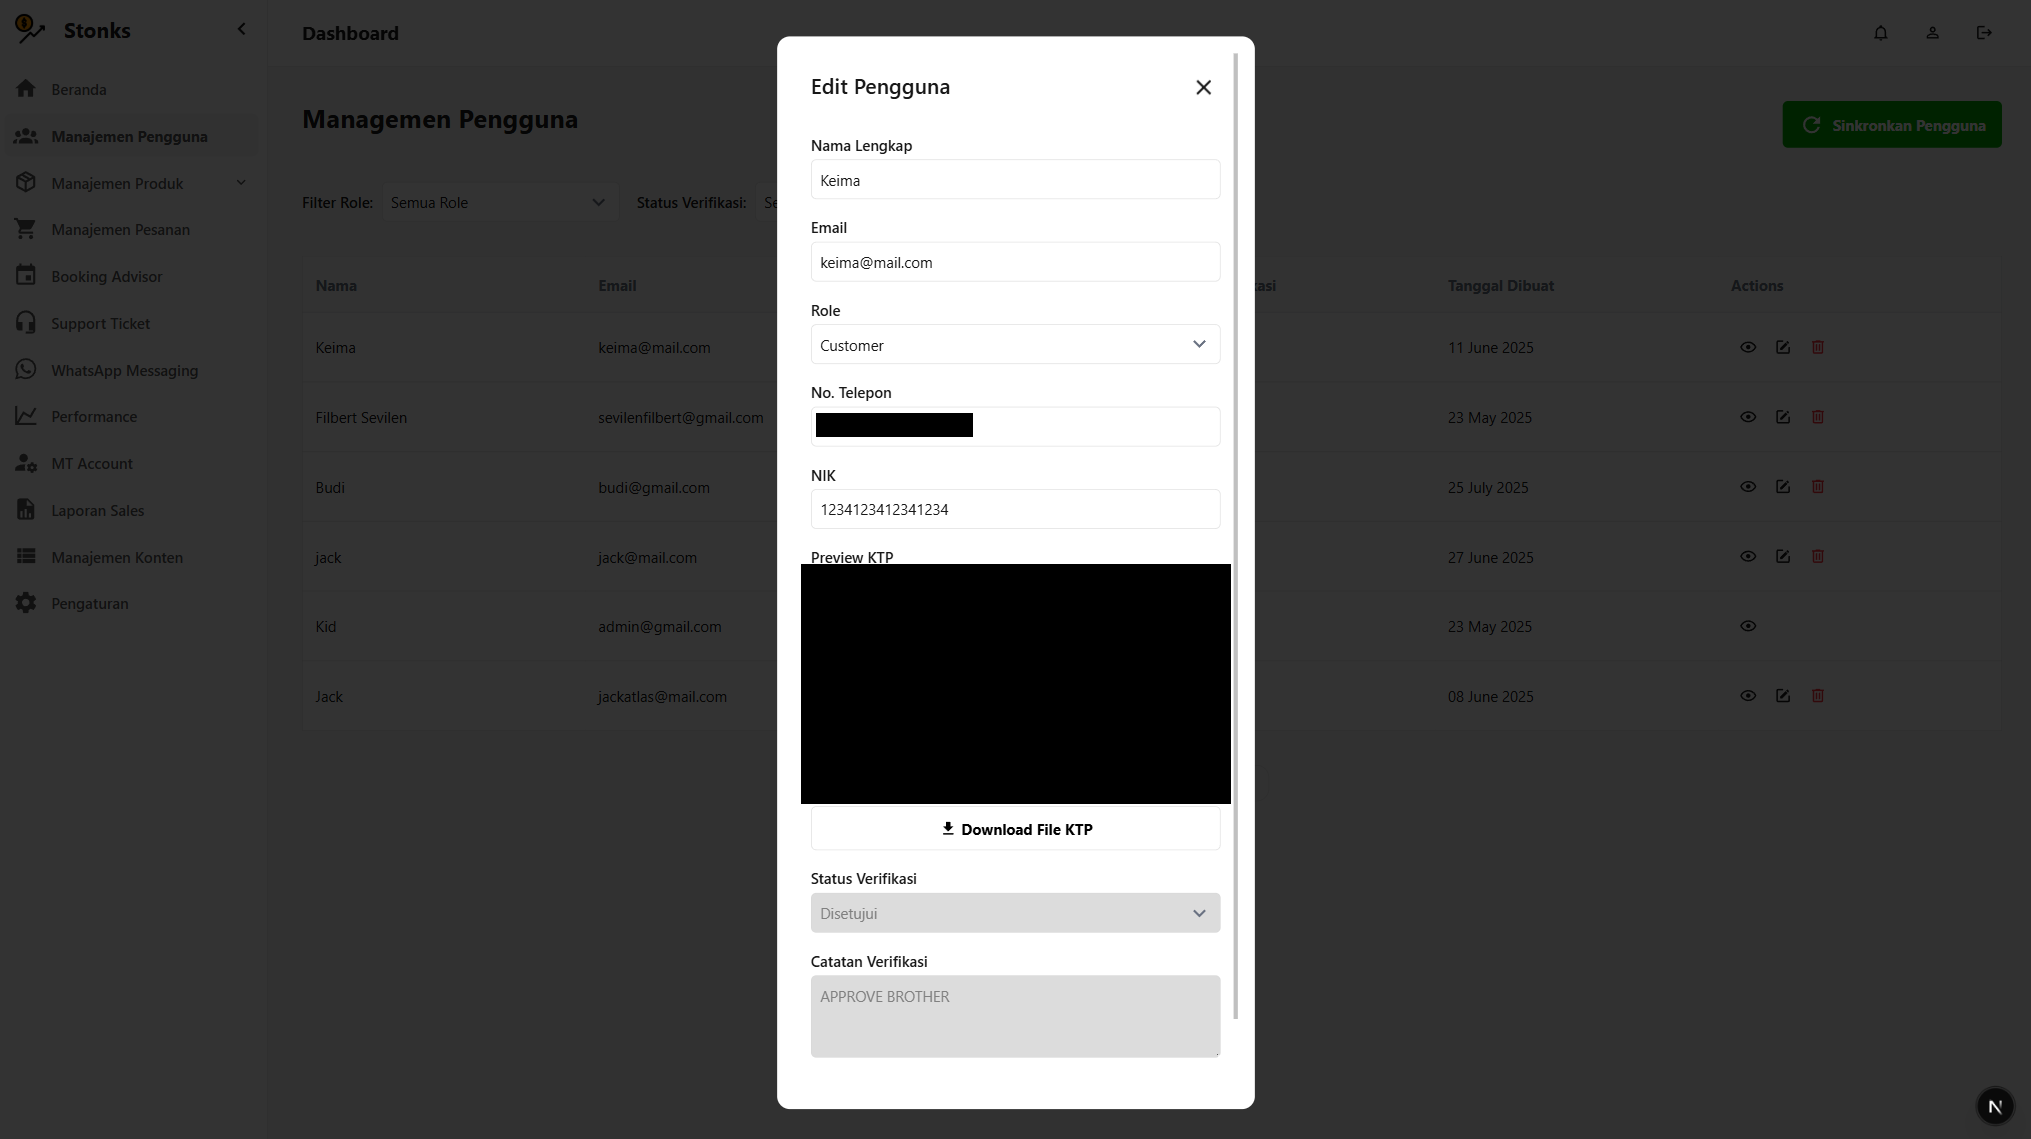 Stonks
Dashboard
Beranda
Manajemen Pengguna
Manajemen Produk
Manajemen Pesanan
Booking Advisor
Support Ticket
WhatsApp Messaging
Performance
MT Account
Laporan Sales
Manajemen Konten
Pengaturan
Managemen Pengguna
Sinkronkan Pengguna
Filter Role: Semua Role Status Verifikasi:
Nama Email Tanggal Dibuat Actions
Keima keima@mail.com 11 June 2025
Filbert Sevilen sevilenfilbert@gmail.com 23 May 2025
Budi budi@gmail.com 25 July 2025
jack jack@mail.com 27 June 2025
Kid admin@gmail.com 23 May 2025
Jack jackatlas@mail.com 08 June 2025
Edit Pengguna
Nama Lengkap
Keima
Email
keima@mail.com
Role
Customer
No. Telepon
NIK
1234123412341234
Preview KTP
Download File KTP
Status Verifikasi
Disetujui
Catatan Verifikasi
APPROVE BROTHER
N